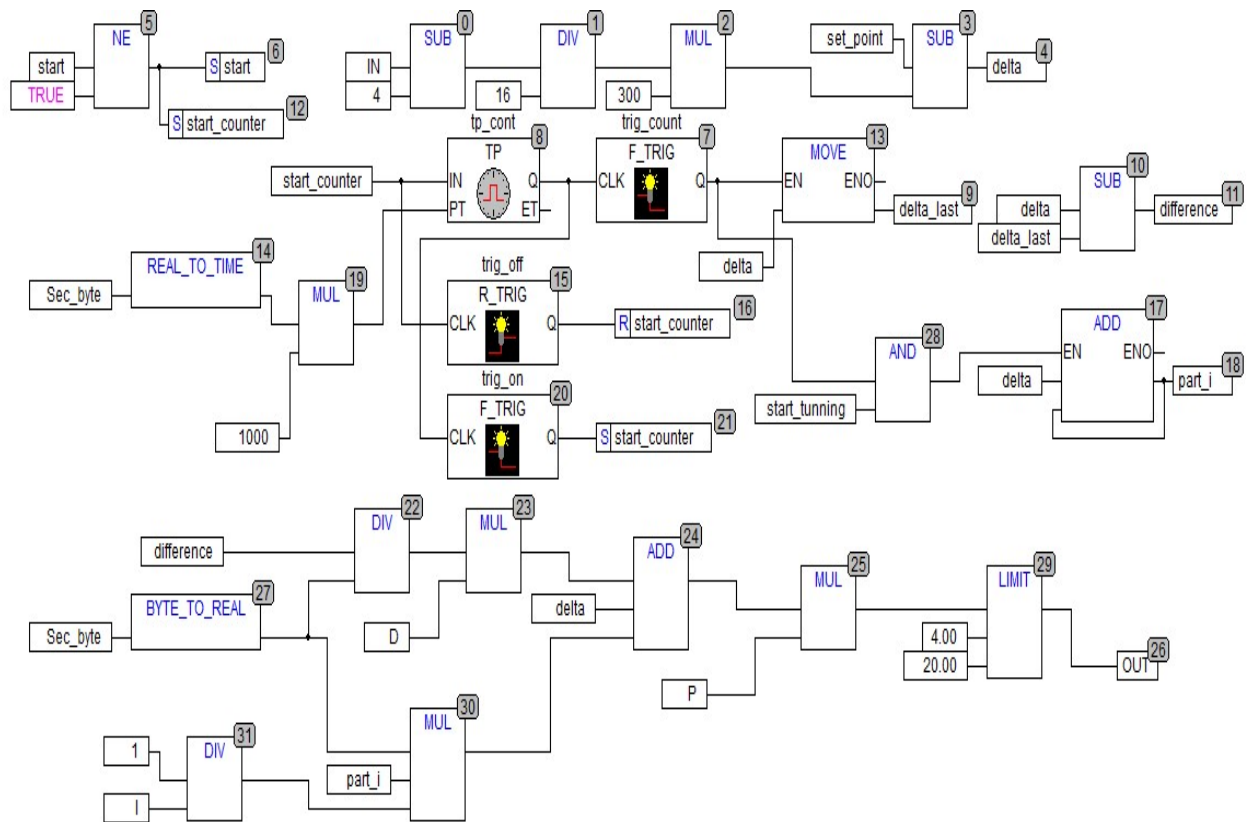 NE 5
start
TRUE
S start 6
S start_counter 12
SUB 0
IN
4
DIV 1
16
MUL 2
300
set_point
SUB 3
delta 4
start_counter
tp_cont
TP 8
IN Q
PT ET
trig_count
F_TRIG 7
CLK Q
MOVE 13
EN ENO
delta
delta_last 9
SUB 10
delta
delta_last
difference 11
Sec_byte
REAL_TO_TIME 14
MUL 19
1000
trig_off
R_TRIG 15
CLK Q
R start_counter 16
trig_on
F_TRIG 20
CLK Q
S start_counter 21
AND 28
start_tunning
ADD 17
EN ENO
delta
part_i 18
difference
DIV 22
MUL 23
D
Sec_byte
BYTE_TO_REAL 27
ADD 24
delta
MUL 25
P
LIMIT 29
4.00
20.00
OUT 26
MUL 30
part_i
DIV 31
1
I